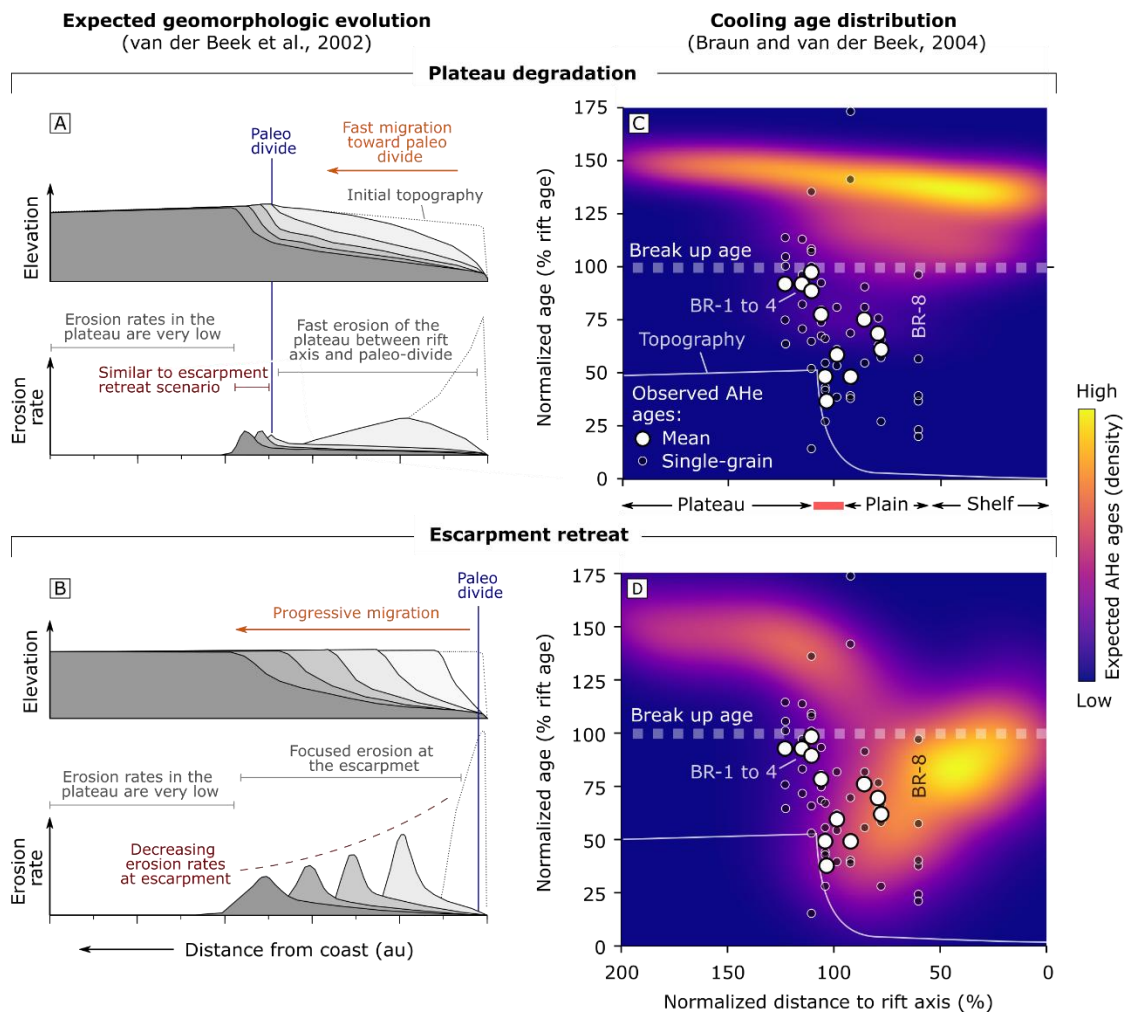 Expected geomorphologic evolution
(van der Beek et al., 2002)
Cooling age distribution
(Braun and van der Beek, 2004)
Plateau degradation
A
Paleo
divide
Fast migration
toward paleo
divide
Initial topography
Elevation
Erosion rates in the
plateau are very low
Fast erosion of the
plateau between rift
axis and paleo-divide
Similar to escarpment
retreat scenario
Erosion
rate
C
175
150
125
100
75
50
25
0
Normalized age (% rift age)
Break up age
BR-1 to 4
BR-8
Topography
Observed AHe
ages:
Mean
Single-grain
200
150
100
50
0
Plateau
Plain
Shelf
High
Expected AHe ages (density)
Low
Escarpment retreat
B
Paleo
divide
Progressive migration
Elevation
Focused erosion at
the escarpmet
Erosion rates in the
plateau are very low
Decreasing
erosion rates
at escarpment
Erosion
rate
Distance from coast (au)
D
175
150
125
100
75
50
25
0
Normalized age (% rift age)
Break up age
BR-1 to 4
BR-8
200
150
100
50
0
Normalized distance to rift axis (%)